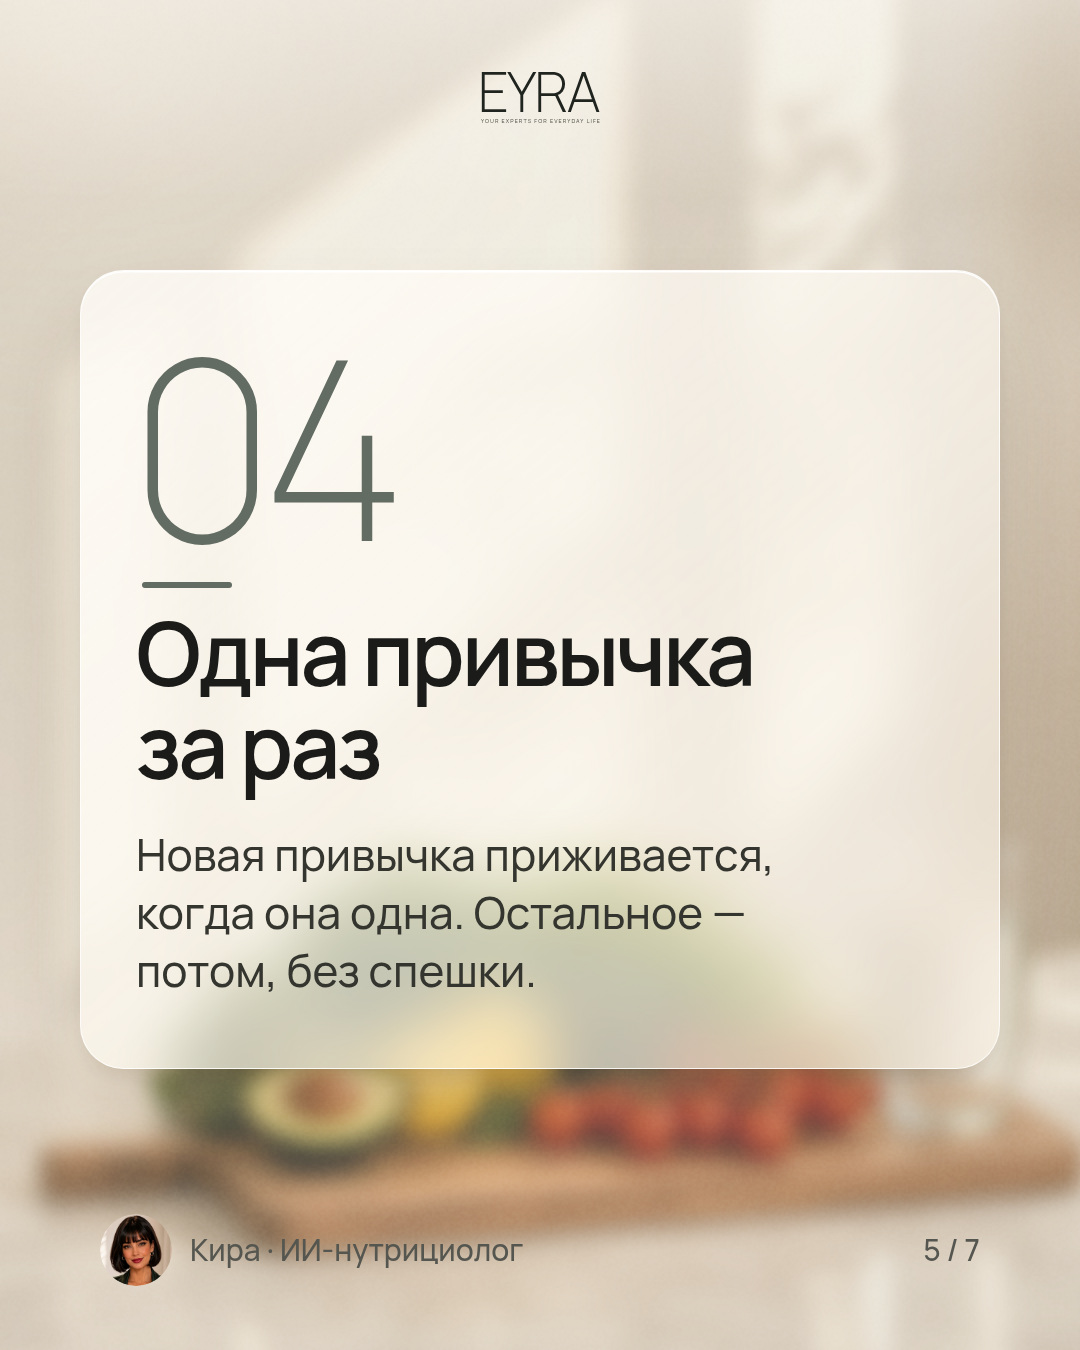 EYRA
YOUR EXPERTS FOR EVERYDAY LIFE
04
Одна привычка
за раз
Новая привычка приживается,
когда она одна. Остальное —
потом, без спешки.
Кира · ИИ-нутрициолог
5 / 7